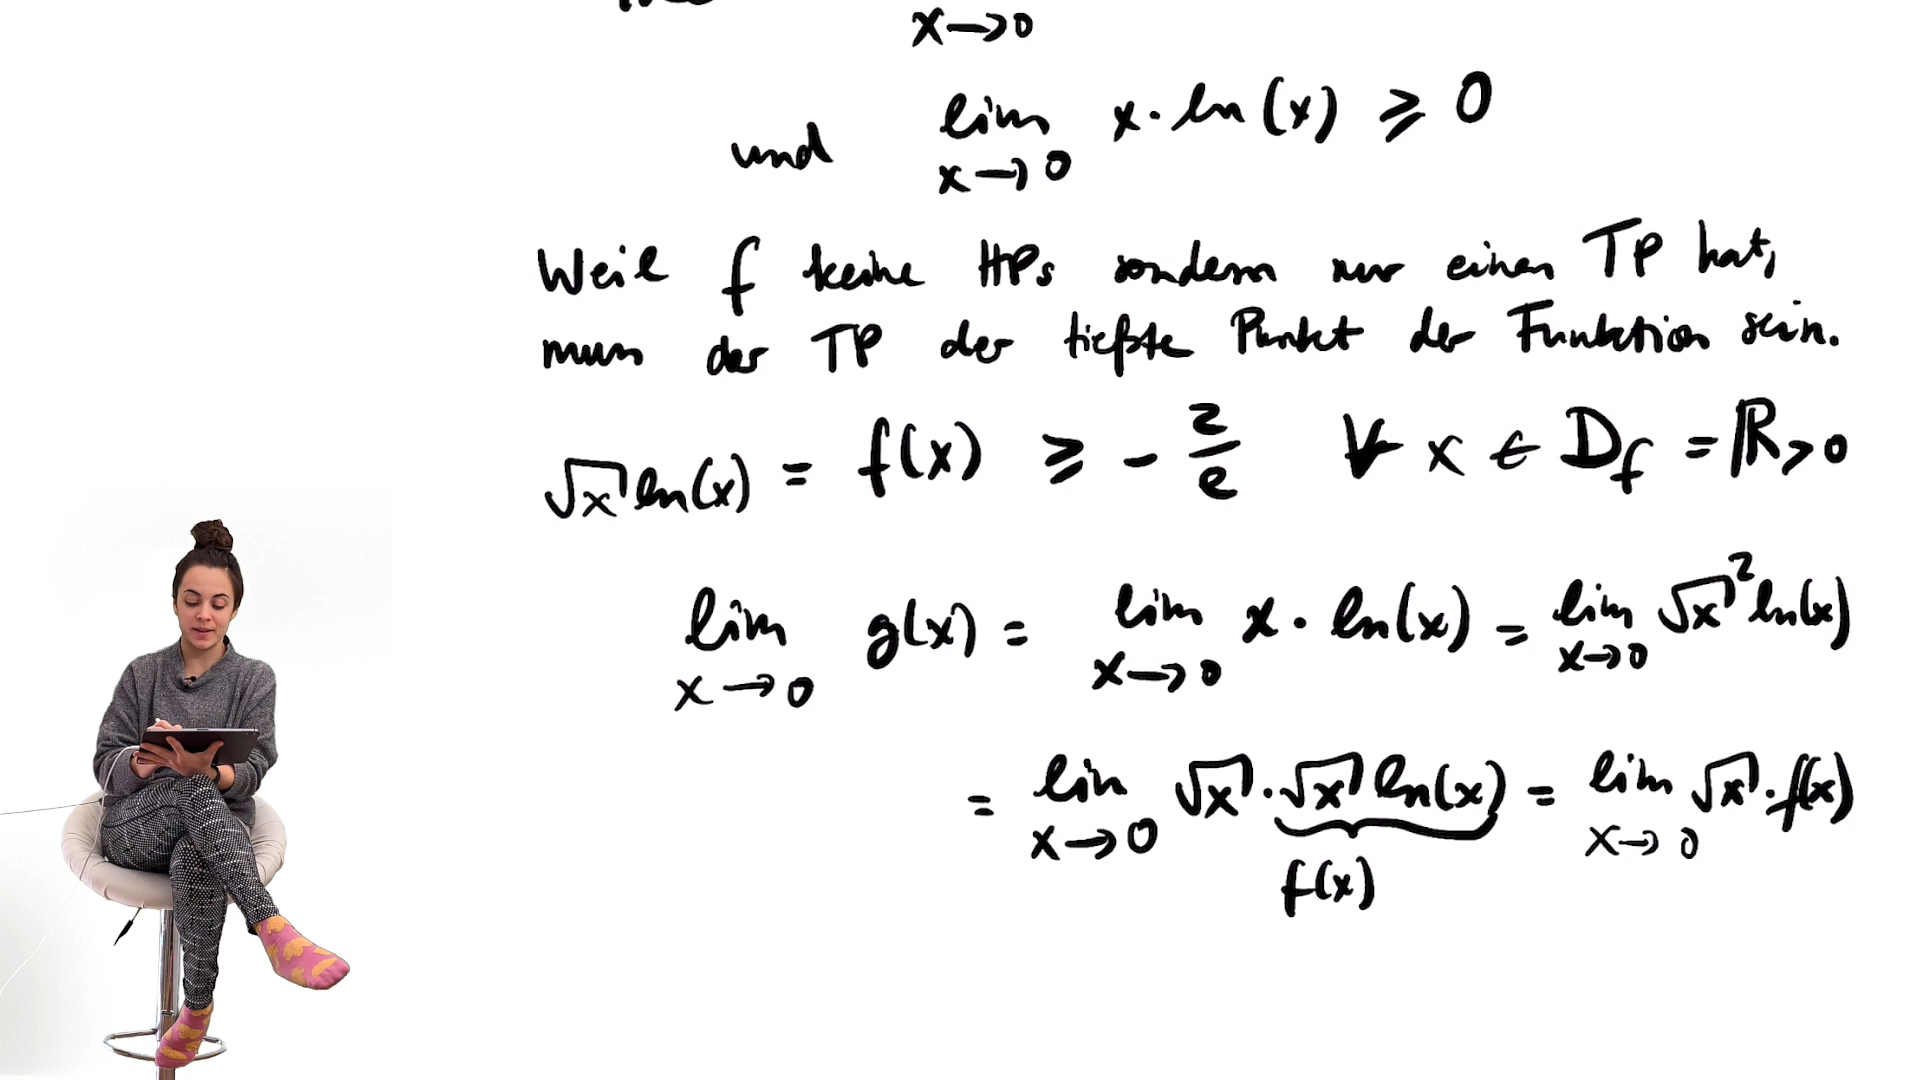 x→0
und lim x→0 x · ln(x) ≥ 0
Weil f keine HPs sondern nur einen TP hat,
muss der TP der tiefste Punkt der Funktion sein.
√x ln(x) = f(x) ≥ - 2/e ∀ x ∈ D_f = ℝ_>0
lim x→0 g(x) = lim x→0 x · ln(x) = lim x→0 √x² ln(x)
= lim x→0 √x · √x ln(x) = lim x→0 √x · f(x)
f(x)